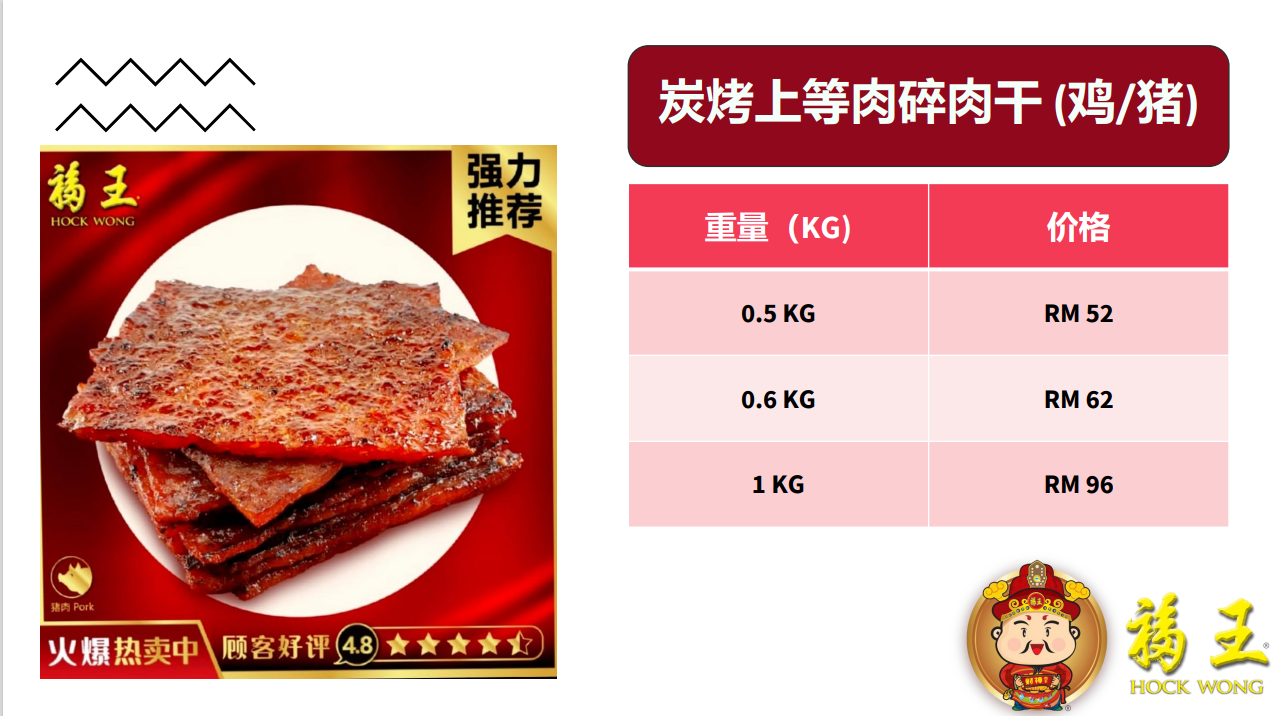 福王
HOCK WONG
强力
推荐
猪肉 Pork
火爆热卖中
顾客好评 4.8
炭烤上等肉碎肉干 (鸡/猪)
重量（KG) 价格
0.5 KG RM 52
0.6 KG RM 62
1 KG RM 96
福王®
HOCK WONG